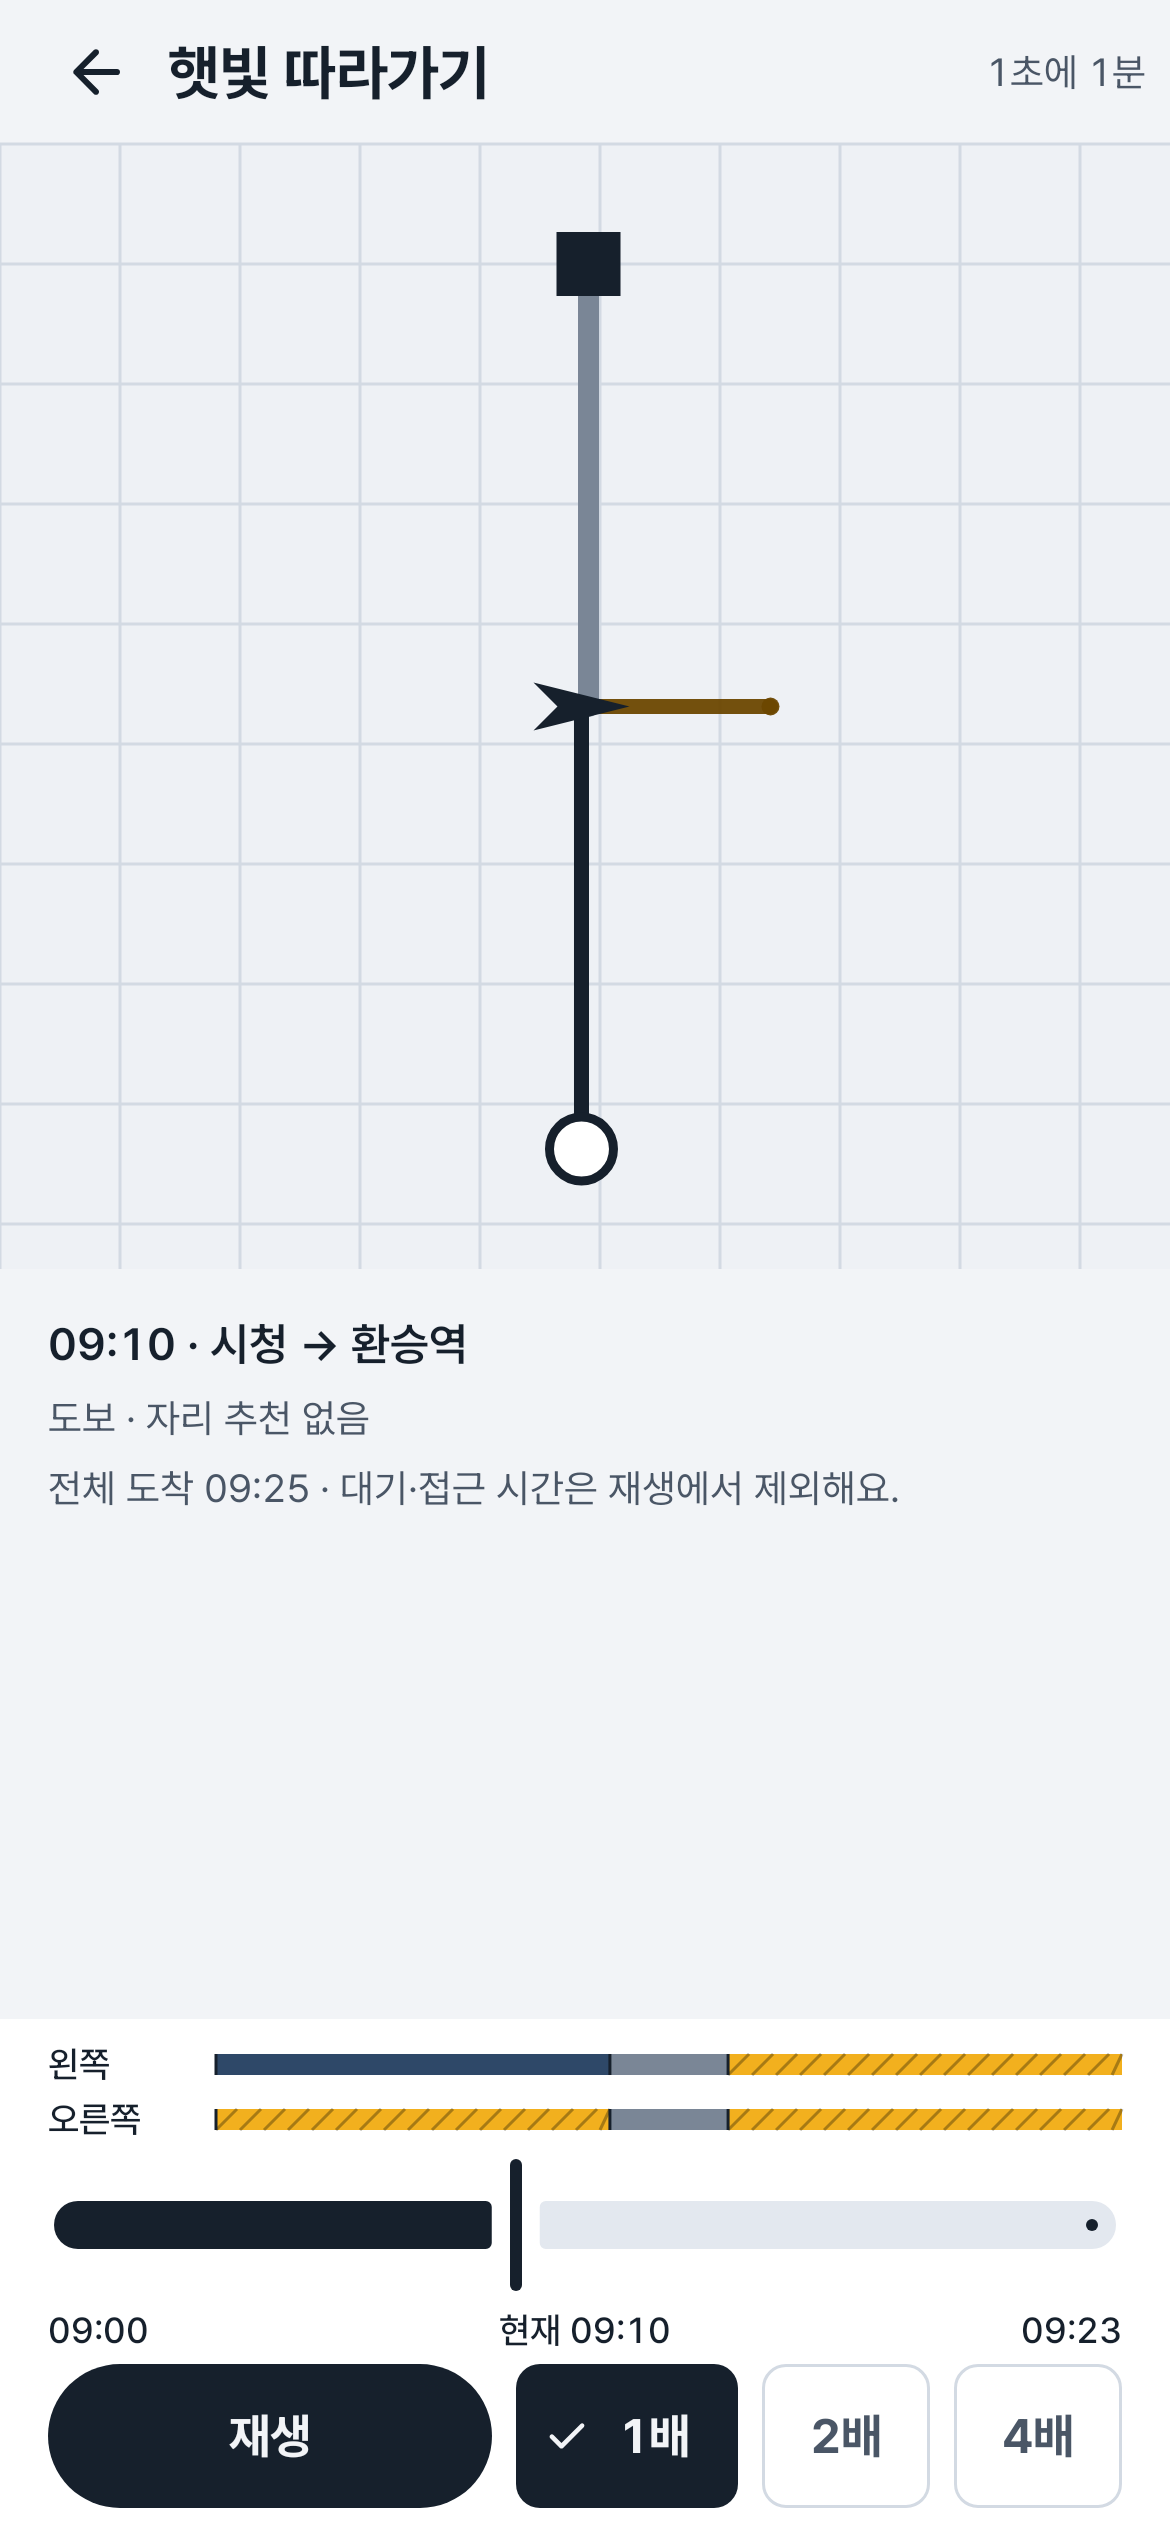 햇빛 따라가기
1초에 1분
09:10 · 시청 → 환승역
도보 · 자리 추천 없음
전체 도착 09:25 · 대기·접근 시간은 재생에서 제외해요.
왼쪽
오른쪽
09:00 현재 09:10 09:23
재생 1배 2배 4배